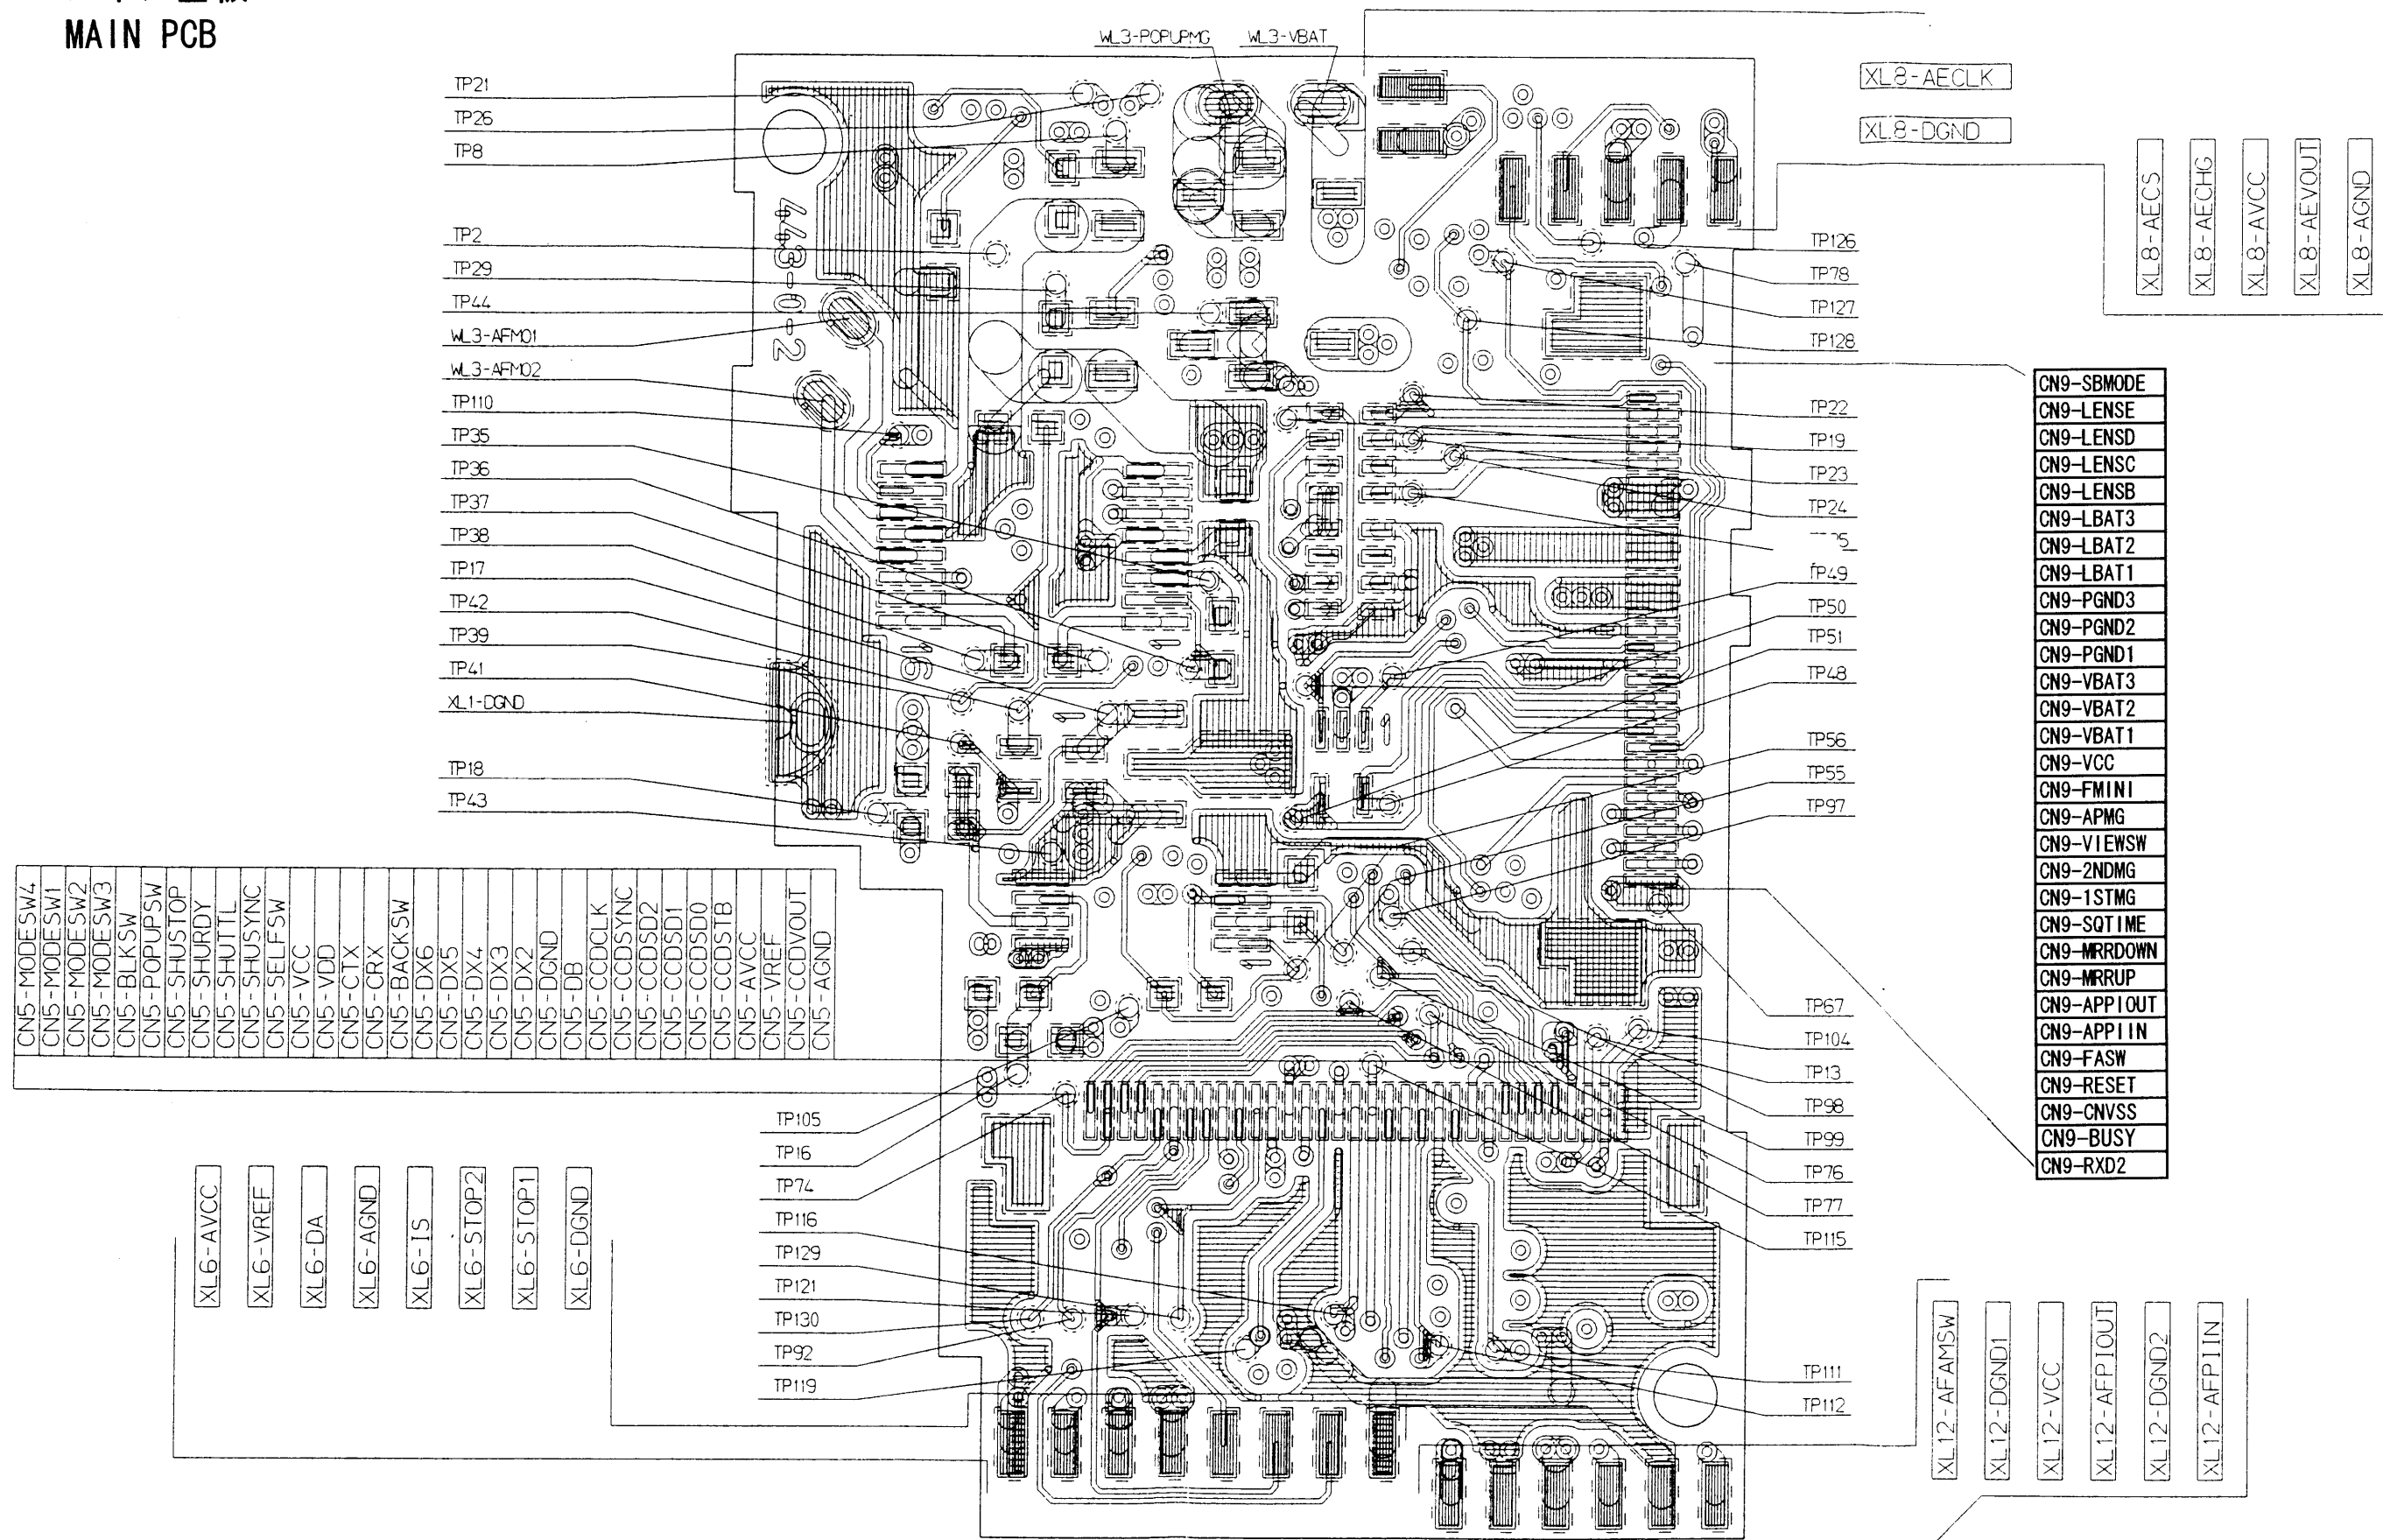 MAIN PCB
WL3-POPUPMG
WL3-VBAT
TP21
TP26
TP8
TP2
TP29
TP44
WL3-AFMO1
WL3-AFMO2
TP110
TP35
TP36
TP37
TP38
TP17
TP42
TP39
TP41
XL1-DGND
TP18
TP43
443-0-2
16
1
1
1
1
1
XL8-AECLK
XL8-DGND
XL8-AECS
XL8-AECHG
XL8-AVCC
XL8-AEVOUT
XL8-AGND
TP126
TP78
TP127
TP128
TP22
TP19
TP23
TP24
TP49
TP50
TP51
TP48
TP56
TP55
TP97
TP67
TP104
TP13
TP98
TP99
TP76
TP77
TP115
TP111
TP112
CN9-SBMODE
CN9-LENSE
CN9-LENSD
CN9-LENSC
CN9-LENSB
CN9-LBAT3
CN9-LBAT2
CN9-LBAT1
CN9-PGND3
CN9-PGND2
CN9-PGND1
CN9-VBAT3
CN9-VBAT2
CN9-VBAT1
CN9-VCC
CN9-FMINI
CN9-APMG
CN9-VIEWSW
CN9-2NDMG
CN9-1STMG
CN9-SQTIME
CN9-MRRDOWN
CN9-MRRUP
CN9-APPIOUT
CN9-APPIIN
CN9-FASW
CN9-RESET
CN9-CNVSS
CN9-BUSY
CN9-RXD2
CN5-MODESW4
CN5-MODESW1
CN5-MODESW2
CN5-MODESW3
CN5-BLKSW
CN5-POPUPSW
CN5-SHUSTOP
CN5-SHURDY
CN5-SHUTTL
CN5-SHUSYNC
CN5-SELFSW
CN5-VCC
CN5-VDD
CN5-CTX
CN5-CRX
CN5-BACKSW
CN5-DX6
CN5-DX5
CN5-DX4
CN5-DX3
CN5-DX2
CN5-DGND
CN5-DB
CN5-CCDCLK
CN5-CCDSYNC
CN5-CCDSD2
CN5-CCDSD1
CN5-CCDSD0
CN5-CCDSTB
CN5-AVCC
CN5-VREF
CN5-CCDVOUT
CN5-AGND
TP105
TP16
TP74
TP116
TP129
TP121
TP130
TP92
TP119
XL6-AVCC
XL6-VREF
XL6-DA
XL6-AGND
XL6-IS
XL6-STOP2
XL6-STOP1
XL6-DGND
XL12-AFAMSW
XL12-DGND1
XL12-VCC
XL12-AFPIOUT
XL12-DGND2
XL12-AFPIIN